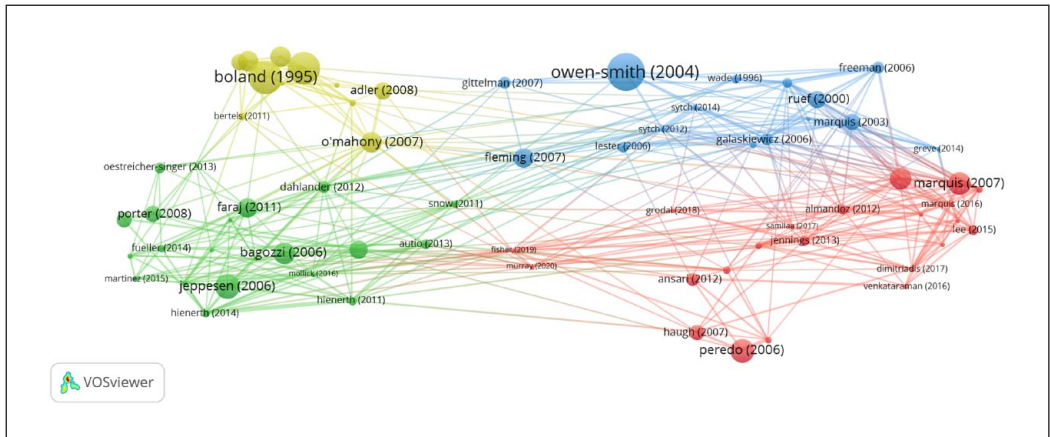 owen-smith (2004)
freeman (2006)
boland (1995)
gittelman (2007)
wade (1996)
adler (2008)
ruef (2000)
sytch (2014)
bertels (2011)
marquis (2003)
sytch (2012)
o'mahony (2007)
galaskiewicz (2006)
lester (2006)
greve (2014)
fleming (2007)
oestreicher-singer (2013)
marquis (2007)
dahlander (2012)
snow (2011)
marquis (2016)
faraj (2011)
grodal (2018)
almandoz (2012)
porter (2008)
samilaa (2017)
lee (2015)
jennings (2013)
autio (2013)
fueller (2014)
fisher (2019)
bagozzi (2006)
murray (2020)
dimitriadis (2017)
mollick (2016)
martinez (2015)
ansari (2012)
jeppesen (2006)
venkataraman (2016)
hienerth (2011)
hienerth (2014)
haugh (2007)
peredo (2006)
VOSviewer